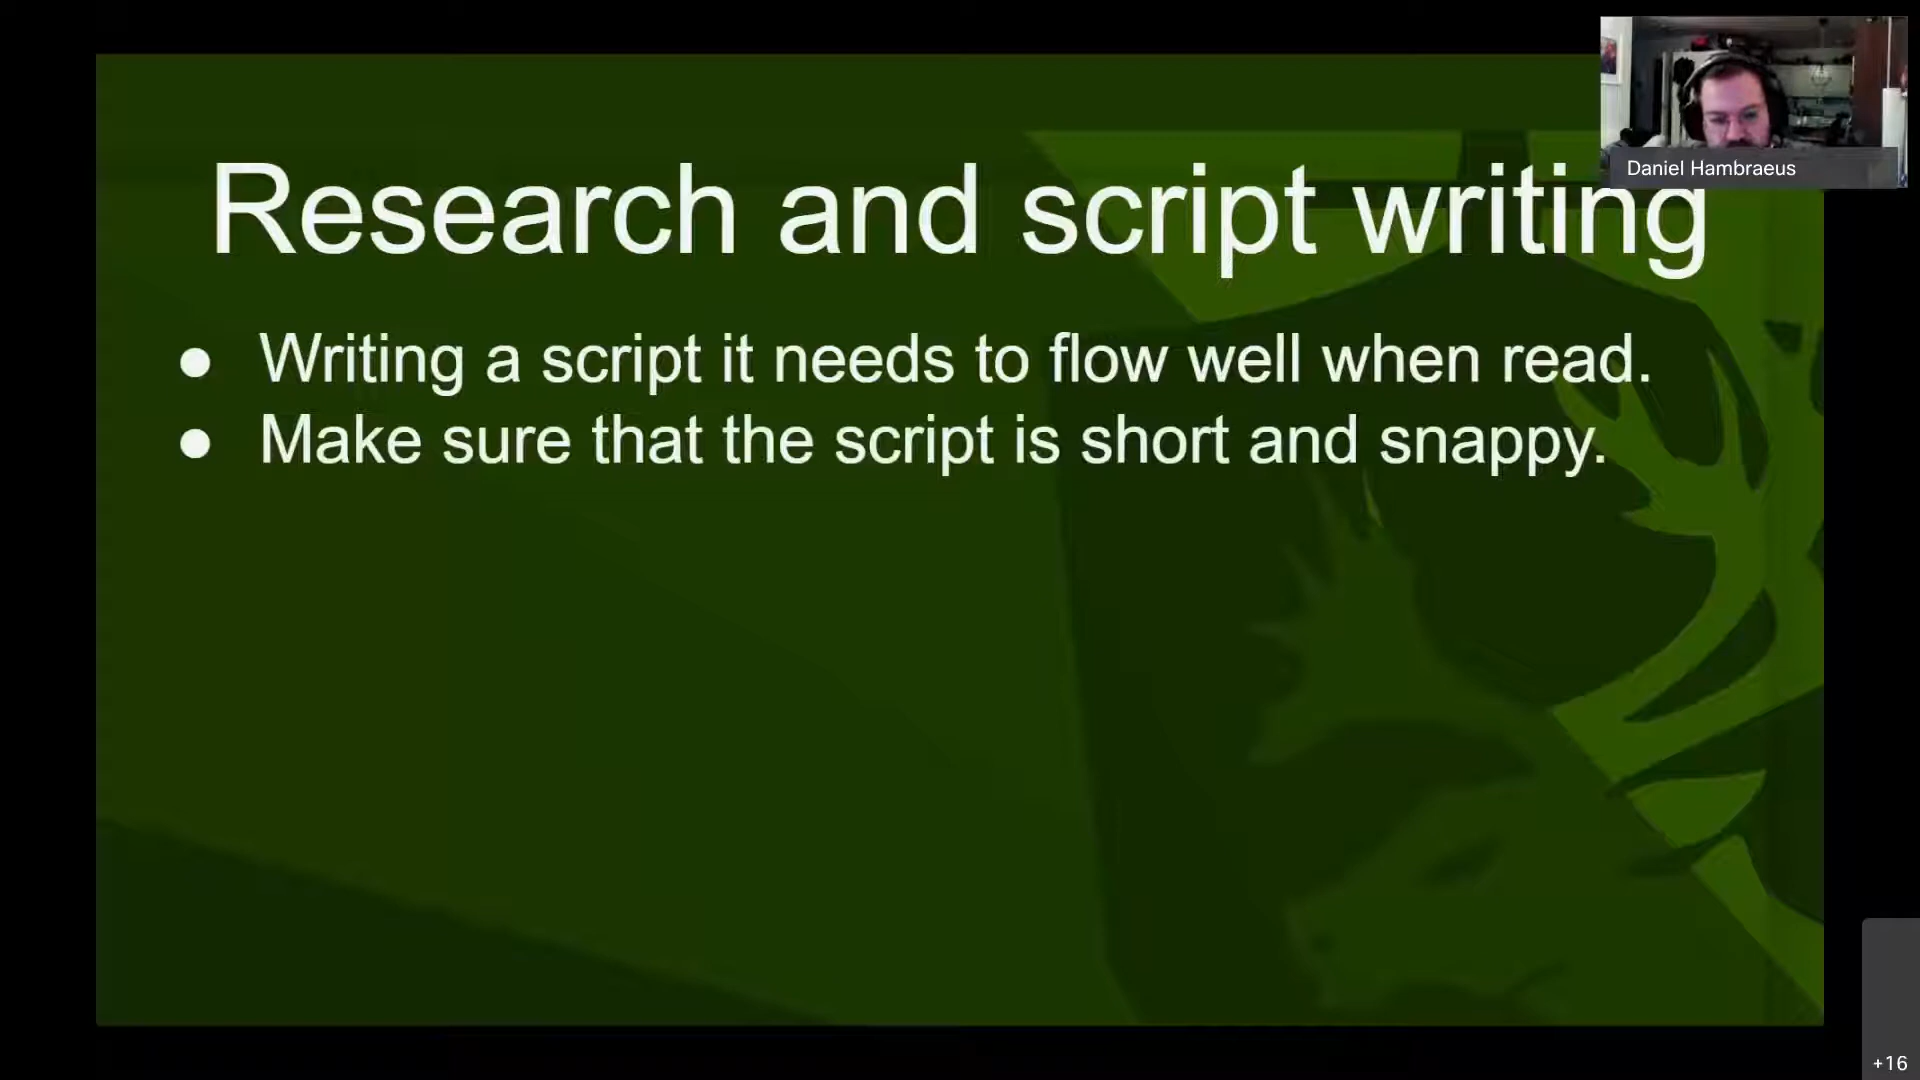 Daniel Hambraeus
Research and script writing
● Writing a script it needs to flow well when read.
● Make sure that the script is short and snappy.
+16